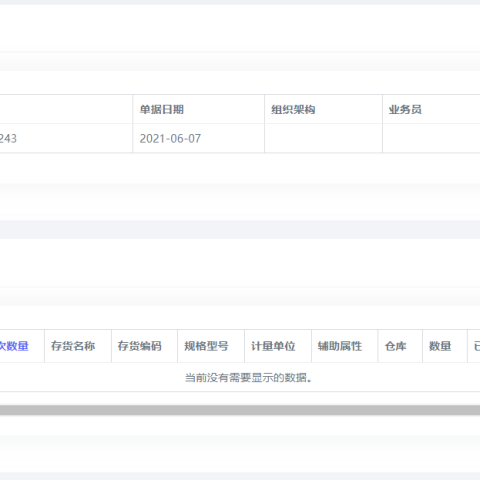 单据日期 组织架构 业务员
243 2021-06-07
次数量 存货名称 存货编码 规格型号 计量单位 辅助属性 仓库 数量
当前没有需要显示的数据。